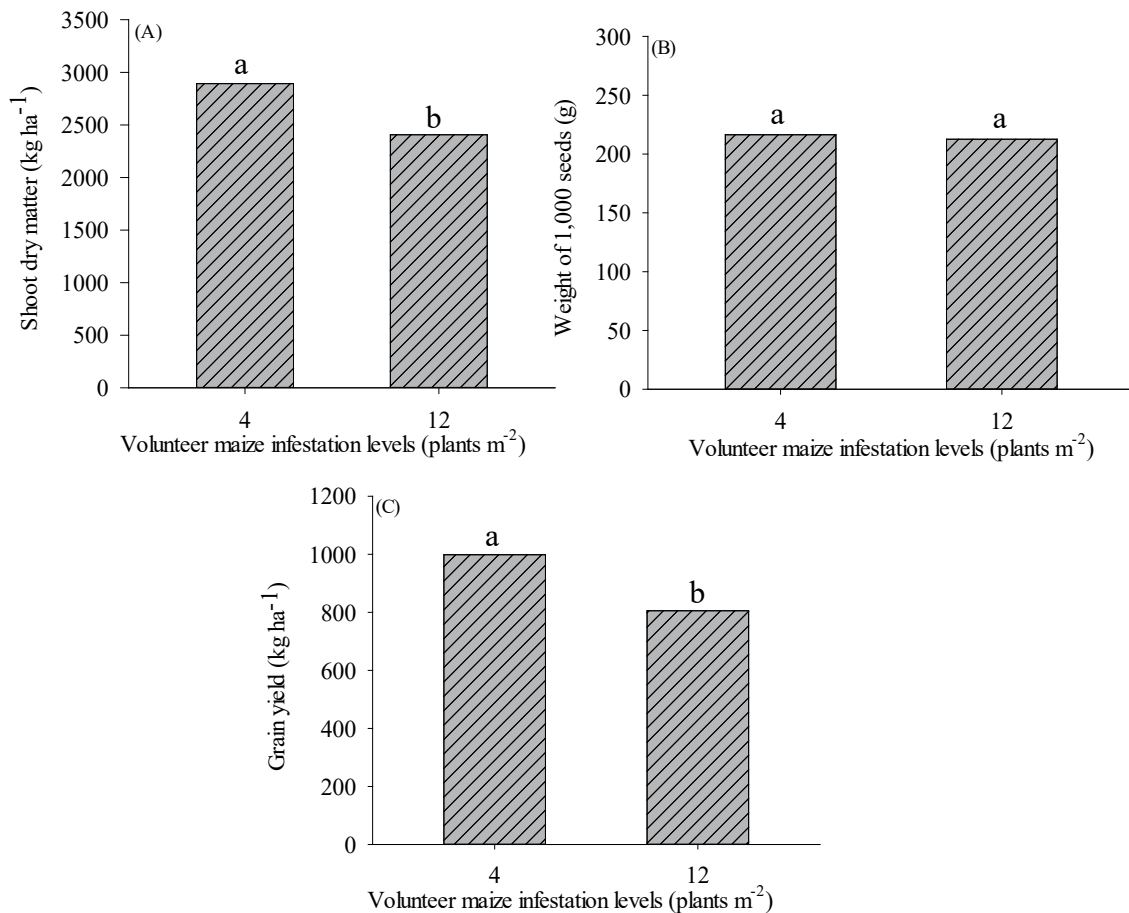 (A)
Shoot dry matter (kg ha⁻¹)
3500
3000
2500
2000
1500
1000
500
0
a
b
4 12
Volunteer maize infestation levels (plants m⁻²)
(B)
Weight of 1,000 seeds (g)
300
250
200
150
100
50
0
a a
4 12
Volunteer maize infestation levels (plants m⁻²)
(C)
Grain yield (kg ha⁻¹)
1200
1000
800
600
400
200
0
a
b
4 12
Volunteer maize infestation levels (plants m⁻²)